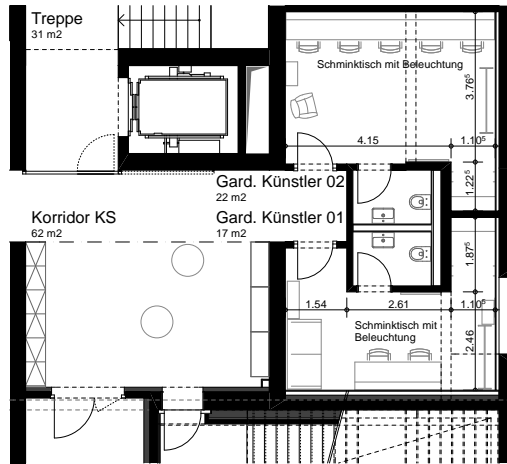 Treppe
31 m2
Schminktisch mit Beleuchtung
3.76⁵
4.15
1.10⁵
1.22⁵
Gard. Künstler 02
22 m2
Korridor KS
62 m2
Gard. Künstler 01
17 m2
1.87⁵
1.54
2.61
1.10⁵
Schminktisch mit
Beleuchtung
2.46